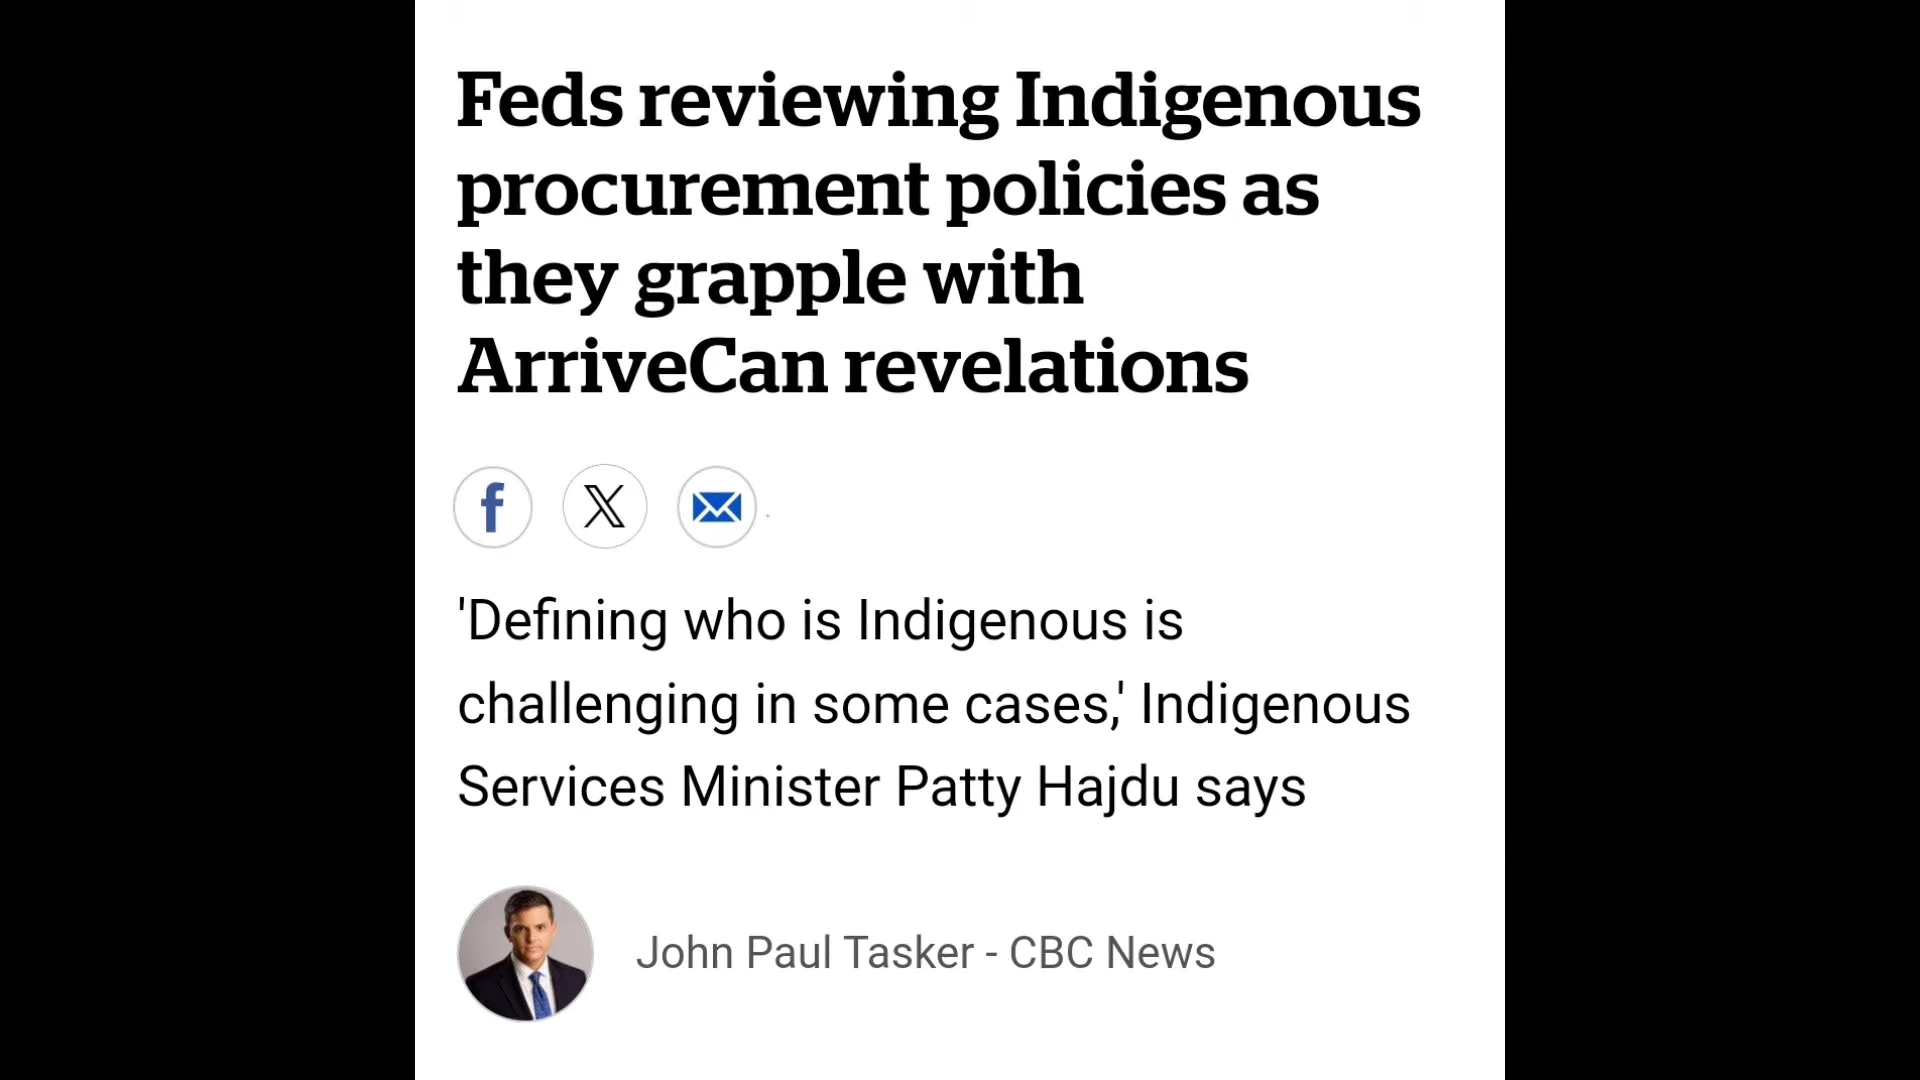 Feds reviewing Indigenous
procurement policies as
they grapple with
ArriveCan revelations
'Defining who is Indigenous is
challenging in some cases,' Indigenous
Services Minister Patty Hajdu says
John Paul Tasker - CBC News